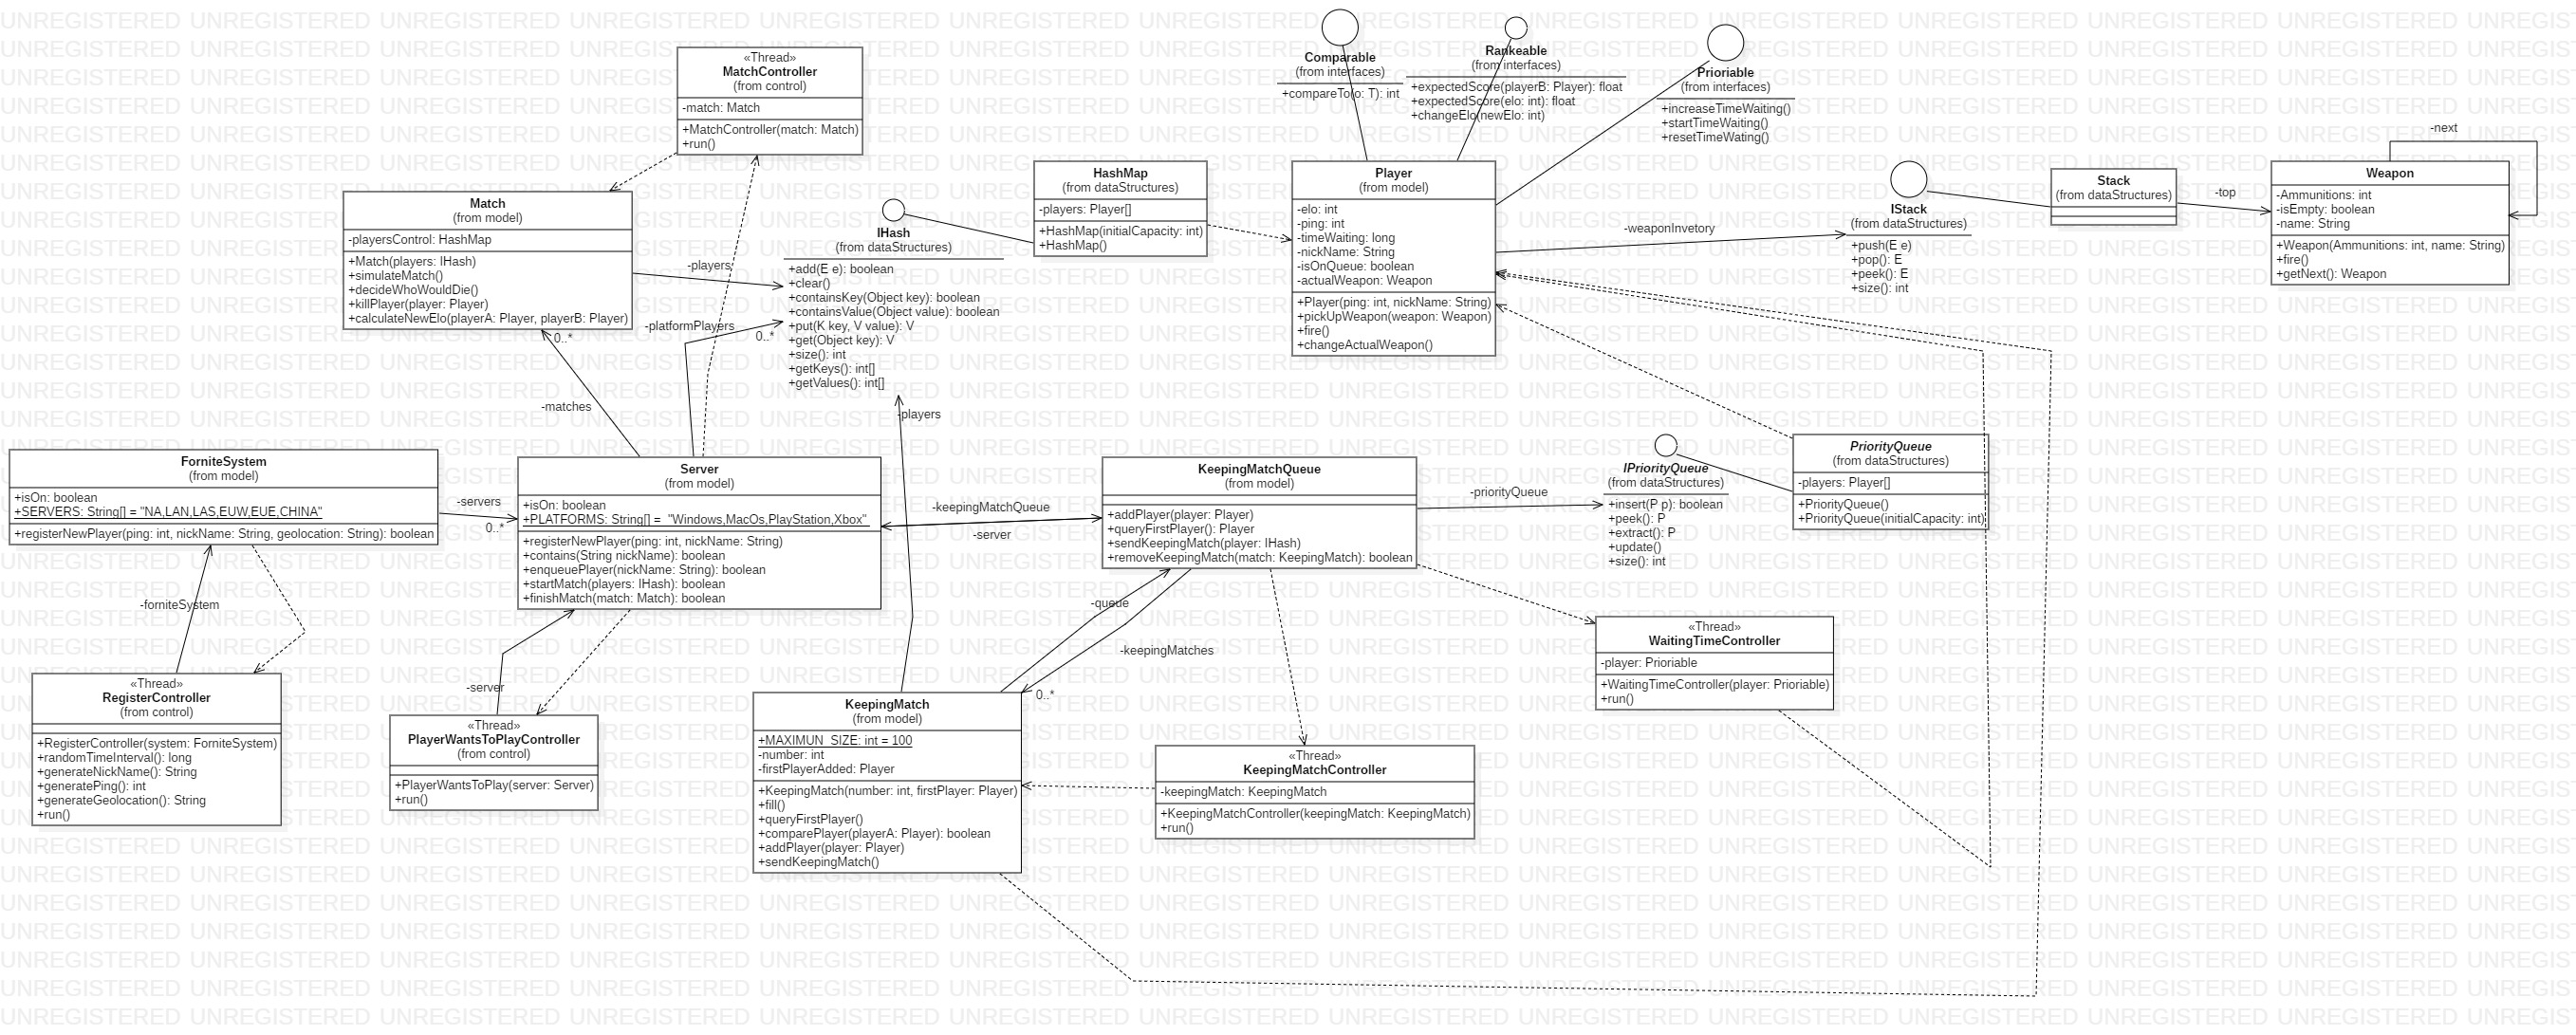 Comparable
(from interfaces)
+compareTo(o: T): int
Rankeable
(from interfaces)
+expectedScore(playerB: Player): float
+expectedScore(elo: int): float
+changeElo(newElo: int)
Prioriable
(from interfaces)
+increaseTimeWaiting()
+startTimeWaiting()
+resetTimeWating()
«Thread»
MatchController
(from control)
-match: Match
+MatchController(match: Match)
+run()
Match
(from model)
-playersControl: HashMap
+Match(players: IHash)
+simulateMatch()
+decideWhoWouldDie()
+killPlayer(player: Player)
+calculateNewElo(playerA: Player, playerB: Player)
-players
-platformPlayers
0..*
0..*
-matches
IHash
(from dataStructures)
+add(E e): boolean
+clear()
+containsKey(Object key): boolean
+containsValue(Object value): boolean
+put(K key, V value): V
+get(Object key): V
+size(): int
+getKeys(): int[]
+getValues(): int[]
-players
HashMap
(from dataStructures)
-players: Player[]
+HashMap(initialCapacity: int)
+HashMap()
Player
(from model)
-elo: int
-ping: int
-timeWaiting: long
-nickName: String
-isOnQueue: boolean
-actualWeapon: Weapon
+Player(ping: int, nickName: String)
+pickUpWeapon(weapon: Weapon)
+fire()
+changeActualWeapon()
-weaponInvetory
IStack
(from dataStructures)
+push(E e)
+pop(): E
+peek(): E
+size(): int
Stack
(from dataStructures)
-top
-next
Weapon
-Ammunitions: int
-isEmpty: boolean
-name: String
+Weapon(Ammunitions: int, name: String)
+fire()
+getNext(): Weapon
ForniteSystem
(from model)
+isOn: boolean
+SERVERS: String[] = "NA,LAN,LAS,EUW,EUE,CHINA"
+registerNewPlayer(ping: int, nickName: String, geolocation: String): boolean
-servers
0..*
-forniteSystem
Server
(from model)
+isOn: boolean
+PLATFORMS: String[] = "Windows,MacOs,PlayStation,Xbox"
+registerNewPlayer(ping: int, nickName: String)
+contains(String nickName): boolean
+enqueuePlayer(nickName: String): boolean
+startMatch(players: IHash): boolean
+finishMatch(match: Match): boolean
-keepingMatchQueue
-server
KeepingMatchQueue
(from model)
+addPlayer(player: Player)
+queryFirstPlayer(): Player
+sendKeepingMatch(player: IHash)
+removeKeepingMatch(match: KeepingMatch): boolean
-priorityQueue
IPriorityQueue
(from dataStructures)
+insert(P p): boolean
+peek(): P
+extract(): P
+update()
+size(): int
PriorityQueue
(from dataStructures)
-players: Player[]
+PriorityQueue()
+PriorityQueue(initialCapacity: int)
-queue
-keepingMatches
0..*
-server
«Thread»
WaitingTimeController
-player: Prioriable
+WaitingTimeController(player: Prioriable)
+run()
«Thread»
RegisterController
(from control)
+RegisterController(system: ForniteSystem)
+randomTimeInterval(): long
+generateNickName(): String
+generatePing(): int
+generateGeolocation(): String
+run()
«Thread»
PlayerWantsToPlayController
(from control)
+PlayerWantsToPlay(server: Server)
+run()
KeepingMatch
(from model)
+MAXIMUN_SIZE: int = 100
-number: int
-firstPlayerAdded: Player
+KeepingMatch(number: int, firstPlayer: Player)
+fill()
+queryFirstPlayer()
+comparePlayer(playerA: Player): boolean
+addPlayer(player: Player)
+sendKeepingMatch()
«Thread»
KeepingMatchController
-keepingMatch: KeepingMatch
+KeepingMatchController(keepingMatch: KeepingMatch)
+run()